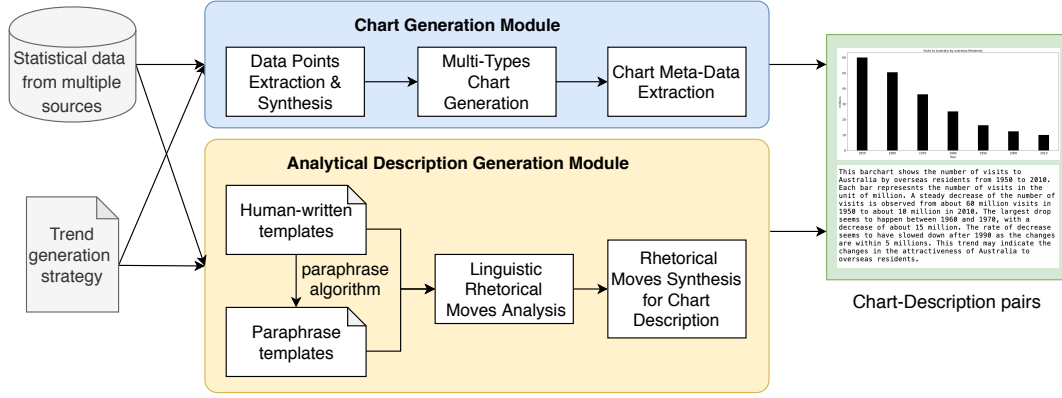 Statistical data
from multiple
sources
Trend
generation
strategy
Chart Generation Module
Data Points
Extraction &
Synthesis
Multi-Types
Chart
Generation
Chart Meta-Data
Extraction
Analytical Description Generation Module
Human-written
templates
paraphrase
algorithm
Paraphrase
templates
Linguistic
Rhetorical
Moves Analysis
Rhetorical
Moves Synthesis
for Chart
Description
Visits to Australia by overseas Residents
This barchart shows the number of visits to
Australia by overseas residents from 1950 to 2010.
Each bar represents the number of visits in the
unit of million. A steady decrease of the number of
visits is observed from about 60 million visits in
1950 to about 10 million in 2010. The largest drop
seems to happen between 1960 and 1970, with a
decrease of about 15 million. The rate of decrease
seems to have slowed down after 1990 as the changes
are within 5 millions. This trend may indicate the
changes in the attractiveness of Australia to
overseas residents.
Chart-Description pairs